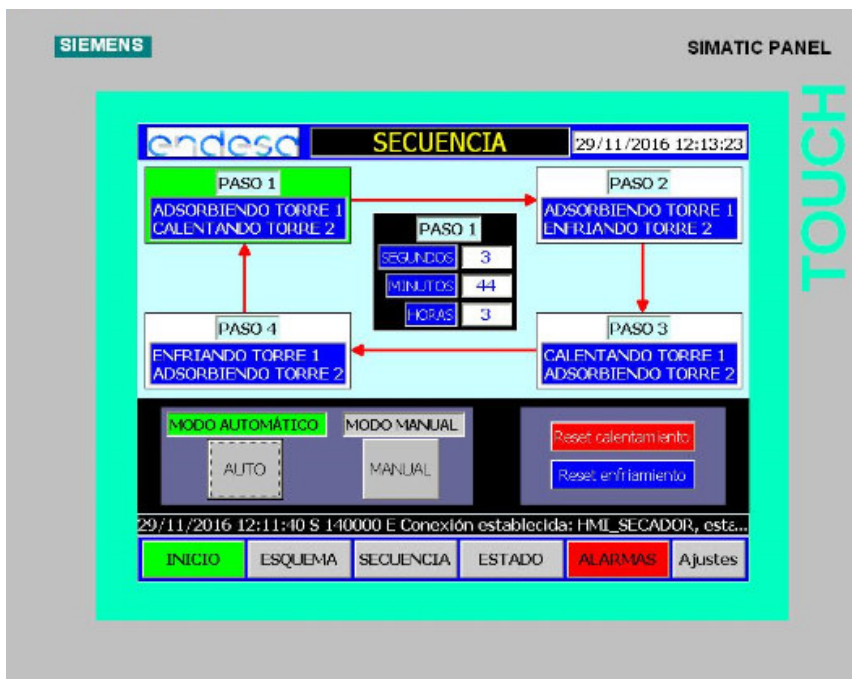 SIEMENS
SIMATIC PANEL
TOUCH
endesa
SECUENCIA
29/11/2016 12:13:23
PASO 1
ADSORBIENDO TORRE 1
CALENTANDO TORRE 2
PASO 2
ADSORBIENDO TORRE 1
ENFRIANDO TORRE 2
PASO 1
SEGUNDOS 3
MINUTOS 44
HORAS 3
PASO 4
ENFRIANDO TORRE 1
ADSORBIENDO TORRE 2
PASO 3
CALENTANDO TORRE 1
ADSORBIENDO TORRE 2
MODO AUTOMÁTICO
MODO MANUAL
AUTO
MANUAL
Reset calentamiento
Reset enfriamiento
29/11/2016 12:11:40 S 140000 E Conexión establecida: HMI_SECADOR, esta...
INICIO
ESQUEMA
SECUENCIA
ESTADO
ALARMAS
Ajustes